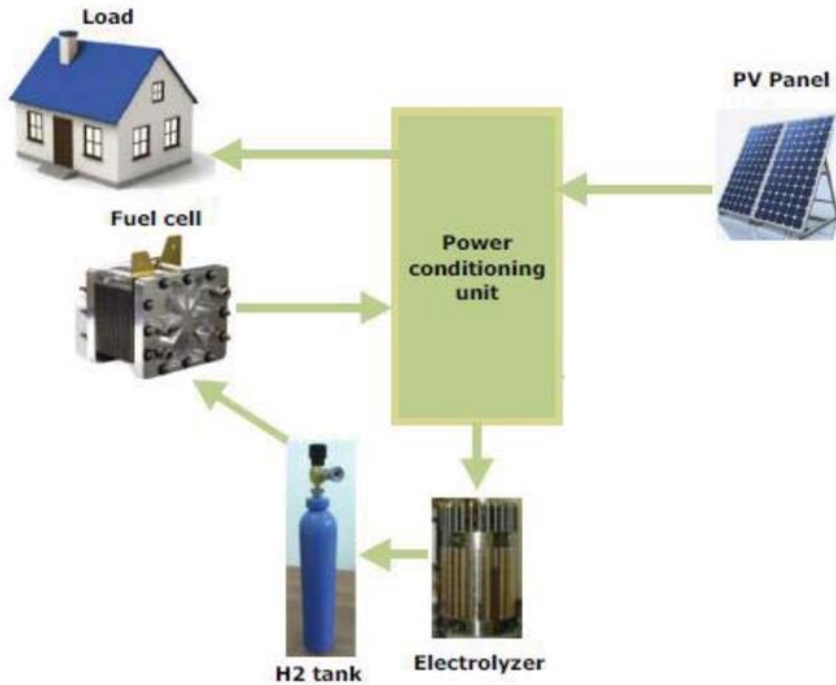 Load
PV Panel
Fuel cell
Power
conditioning
unit
H2 tank
Electrolyzer